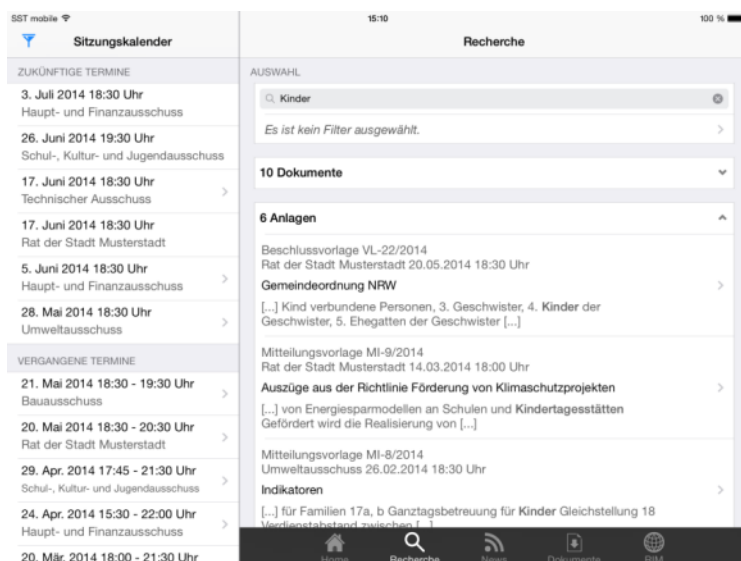 SST mobile
15:10
100 %
Sitzungskalender
ZUKÜNFTIGE TERMINE
3. Juli 2014 18:30 Uhr
Haupt- und Finanzausschuss
26. Juni 2014 19:30 Uhr
Schul-, Kultur- und Jugendausschuss
17. Juni 2014 18:30 Uhr
Technischer Ausschuss
17. Juni 2014 18:30 Uhr
Rat der Stadt Musterstadt
5. Juni 2014 18:30 Uhr
Haupt- und Finanzausschuss
28. Mai 2014 18:30 Uhr
Umweltausschuss
VERGANGENE TERMINE
21. Mai 2014 18:30 - 19:30 Uhr
Bauausschuss
20. Mai 2014 18:30 - 20:30 Uhr
Rat der Stadt Musterstadt
29. Apr. 2014 17:45 - 21:30 Uhr
Schul-, Kultur- und Jugendausschuss
24. Apr. 2014 15:30 - 22:00 Uhr
Haupt- und Finanzausschuss
20. Mär. 2014 18:00 - 21:30 Uhr
Recherche
AUSWAHL
Kinder
Es ist kein Filter ausgewählt.
10 Dokumente
6 Anlagen
Beschlussvorlage VL-22/2014
Rat der Stadt Musterstadt 20.05.2014 18:30 Uhr
Gemeindeordnung NRW
[...] Kind verbundene Personen, 3. Geschwister, 4. Kinder der
Geschwister, 5. Ehegatten der Geschwister [...]
Mitteilungsvorlage MI-9/2014
Rat der Stadt Musterstadt 14.03.2014 18:00 Uhr
Auszüge aus der Richtlinie Förderung von Klimaschutzprojekten
[...] von Energiesparmodellen an Schulen und Kindertagesstätten
Gefördert wird die Realisierung von [...]
Mitteilungsvorlage MI-8/2014
Umweltausschuss 26.02.2014 18:30 Uhr
Indikatoren
[...] für Familien 17a, b Ganztagsbetreuung für Kinder Gleichstellung 18
Verdienstabstand zwischen [...]
Home
Recherche
News
Dokumente
RIM